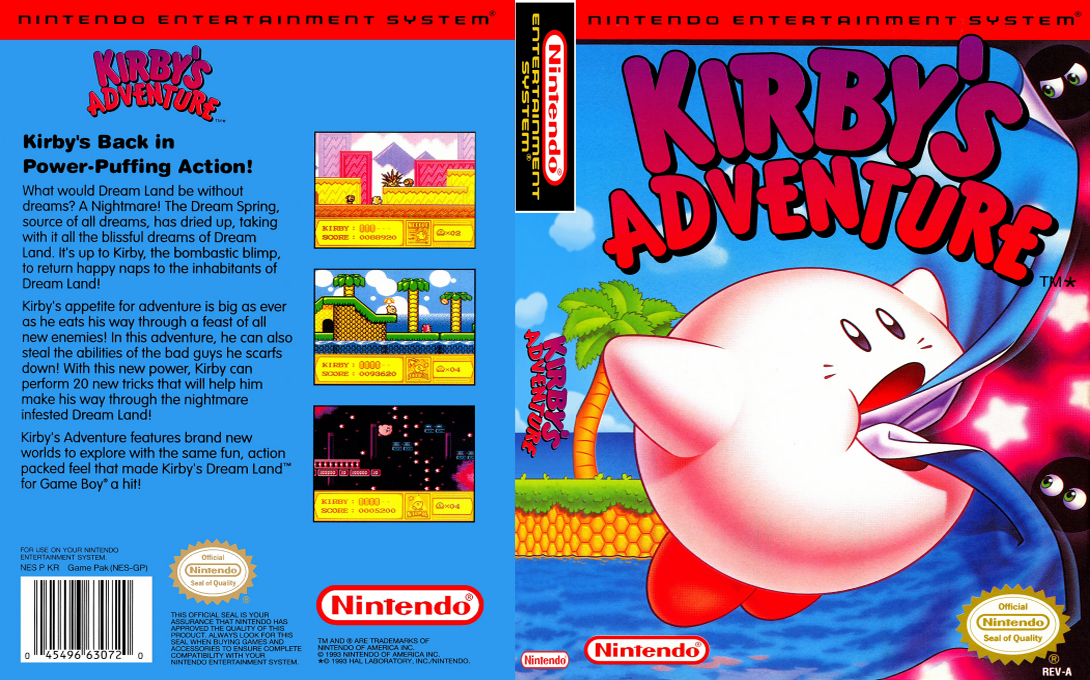 NINTENDO ENTERTAINMENT SYSTEM®
KIRBY'S
ADVENTURE™*
Kirby's Back in
Power-Puffing Action!
What would Dream Land be without
dreams? A Nightmare! The Dream Spring,
source of all dreams, has dried up, taking
with it all the blissful dreams of Dream
Land. It's up to Kirby, the bombastic blimp,
to return happy naps to the inhabitants of
Dream Land!
Kirby's appetite for adventure is big as ever
as he eats his way through a feast of all
new enemies! In this adventure, he can also
steal the abilities of the bad guys he scarfs
down! With this new power, Kirby can
perform 20 new tricks that will help him
make his way through the nightmare
infested Dream Land!
Kirby's Adventure features brand new
worlds to explore with the same fun, action
packed feel that made Kirby's Dream Land™
for Game Boy® a hit!
KIRBY :
SCORE : 0088920
×02
KIRBY :
SCORE : 0093620
×04
KIRBY :
SCORE : 0005200
×04
FOR USE ON YOUR NINTENDO
ENTERTAINMENT SYSTEM.
NES P KR Game Pak (NES-GP)
0 45496 63072 0
Official
Nintendo
Seal of Quality
®
THIS OFFICIAL SEAL IS YOUR
ASSURANCE THAT NINTENDO HAS
APPROVED THE QUALITY OF THIS
PRODUCT. ALWAYS LOOK FOR THIS
SEAL WHEN BUYING GAMES AND
ACCESSORIES TO ENSURE COMPLETE
COMPATIBILITY WITH YOUR
NINTENDO ENTERTAINMENT SYSTEM.
Nintendo®
TM AND ® ARE TRADEMARKS OF
NINTENDO OF AMERICA INC.
© 1993 NINTENDO OF AMERICA INC.
*© 1993 HAL LABORATORY, INC./NINTENDO.
Nintendo®
ENTERTAINMENT
SYSTEM®
KIRBY'S
ADVENTURE
Nintendo
NINTENDO ENTERTAINMENT SYSTEM®
KIRBY'S
ADVENTURE
TM*
Nintendo®
Official
Nintendo
Seal of Quality
®
REV-A